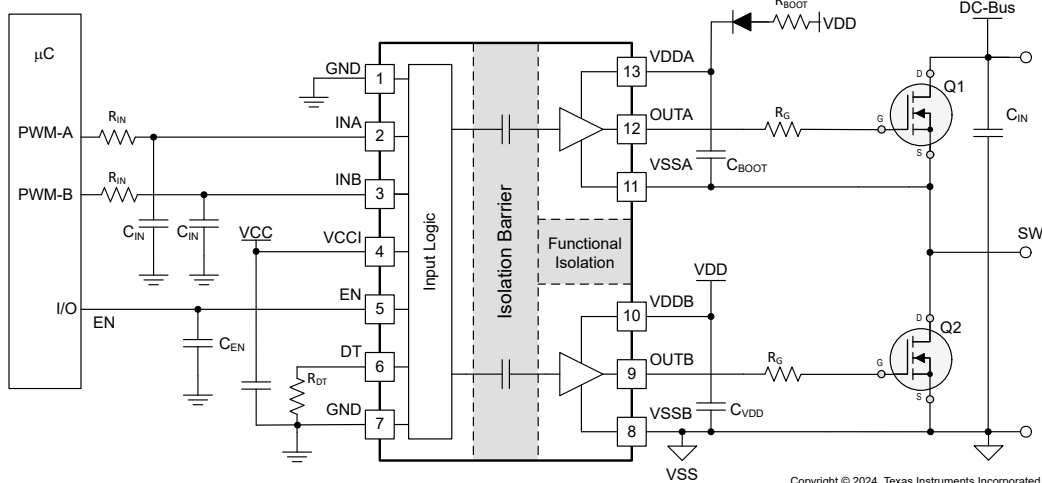 R_BOOT
DC-Bus
VDD
μC
GND
1
13
VDDA
Q1
D
R_IN
PWM-A
INA
2
12
OUTA
R_G
G
C_IN
VSSA
C_BOOT
S
R_IN
PWM-B
INB
3
11
C_IN
C_IN
VCC
VCCI
4
Input Logic
Isolation Barrier
Functional
Isolation
SW
VDD
I/O
EN
EN
5
10
VDDB
D
Q2
C_EN
DT
6
9
OUTB
R_G
G
R_DT
GND
7
8
VSSB
C_VDD
S
VSS
Copyright © 2024, Texas Instruments Incorporated